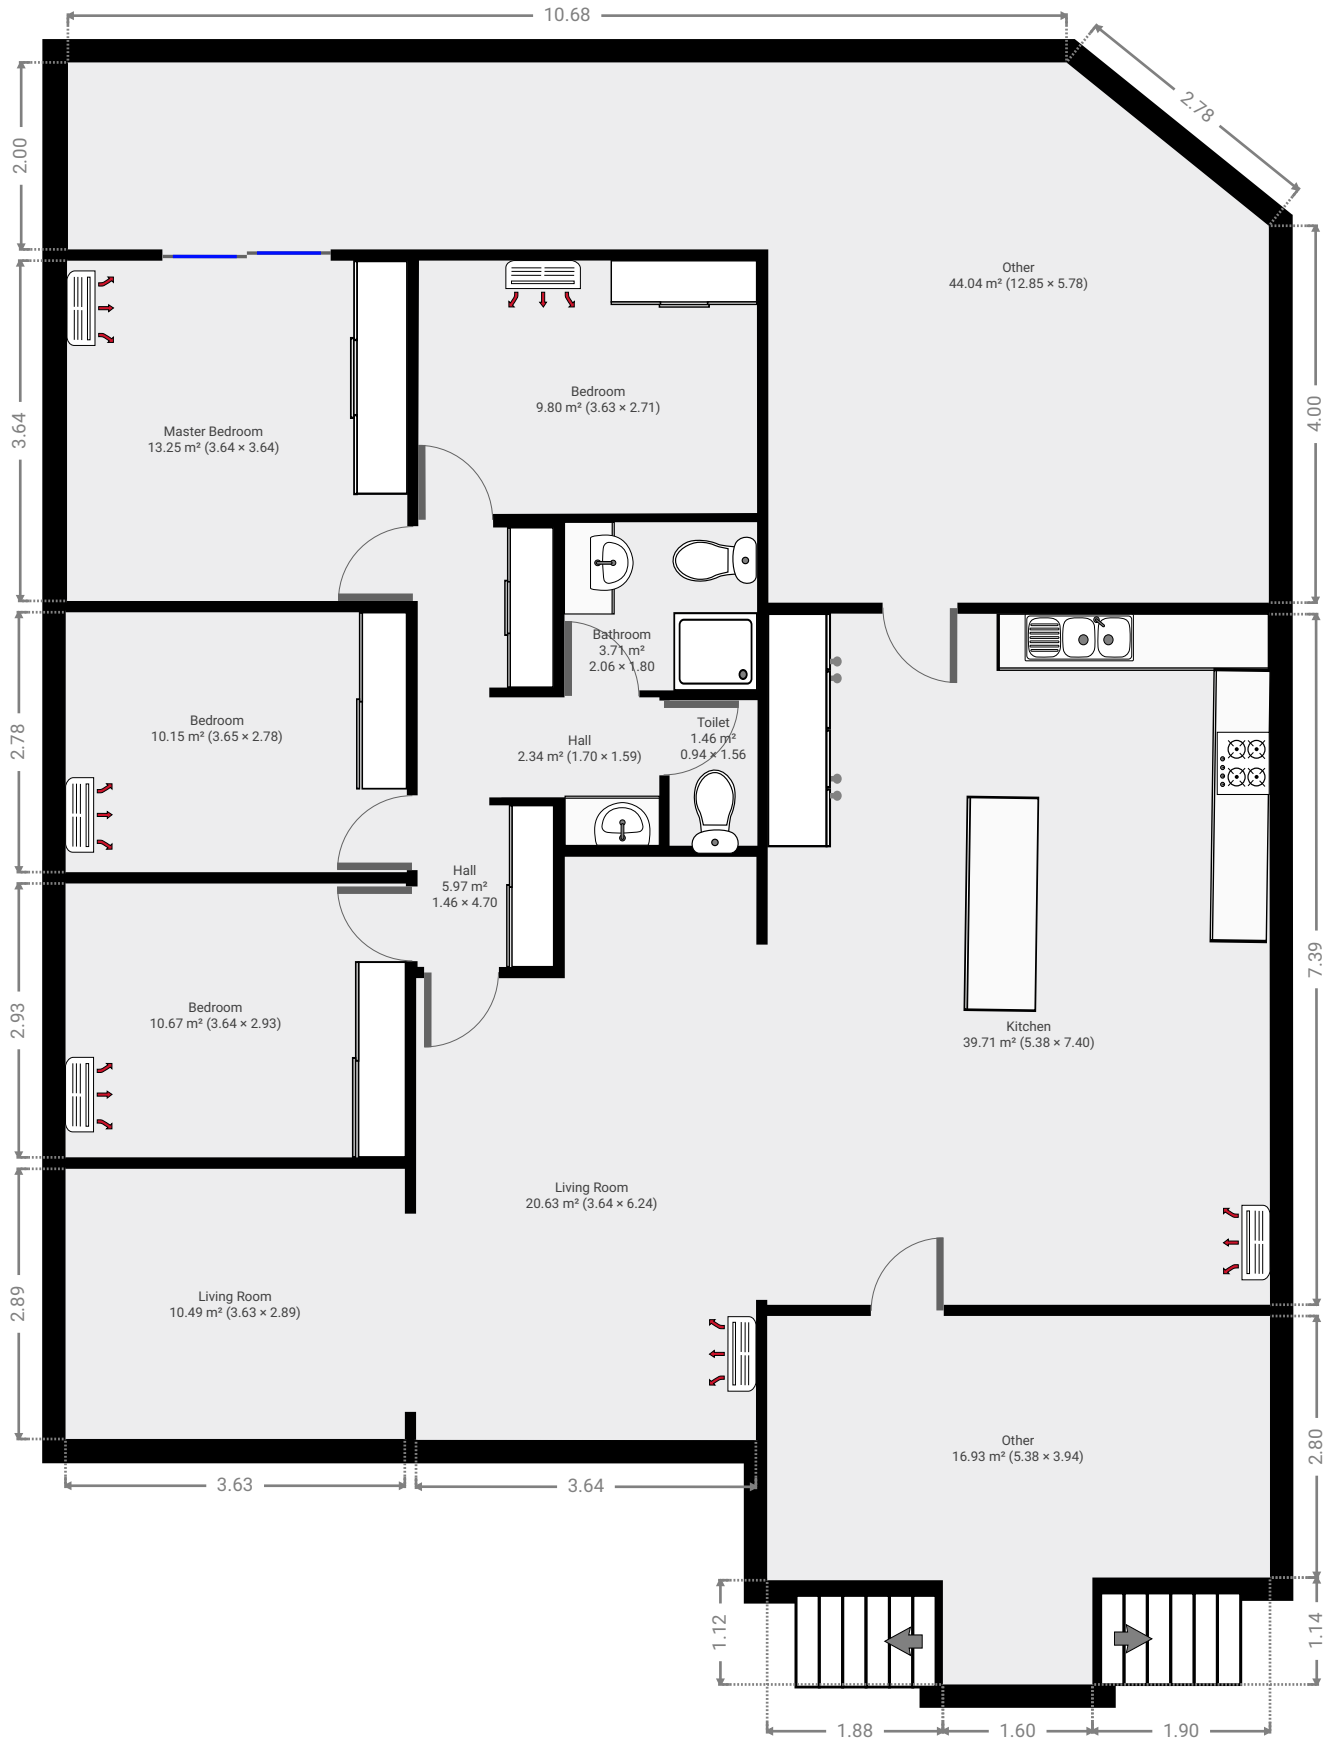 10.68
2.78
2.00
Other
44.04 m² (12.85 × 5.78)
3.64
4.00
Bedroom
9.80 m² (3.63 × 2.71)
Master Bedroom
13.25 m² (3.64 × 3.64)
Bathroom
3.71 m²
2.06 × 1.80
2.78
Bedroom
10.15 m² (3.65 × 2.78)
Hall
2.34 m² (1.70 × 1.59)
Toilet
1.46 m²
0.94 × 1.56
Hall
5.97 m²
1.46 × 4.70
7.39
2.93
Bedroom
10.67 m² (3.64 × 2.93)
Kitchen
39.71 m² (5.38 × 7.40)
Living Room
20.63 m² (3.64 × 6.24)
2.89
Living Room
10.49 m² (3.63 × 2.89)
Other
16.93 m² (5.38 × 3.94)
2.80
3.63
3.64
1.12
1.14
1.88
1.60
1.90